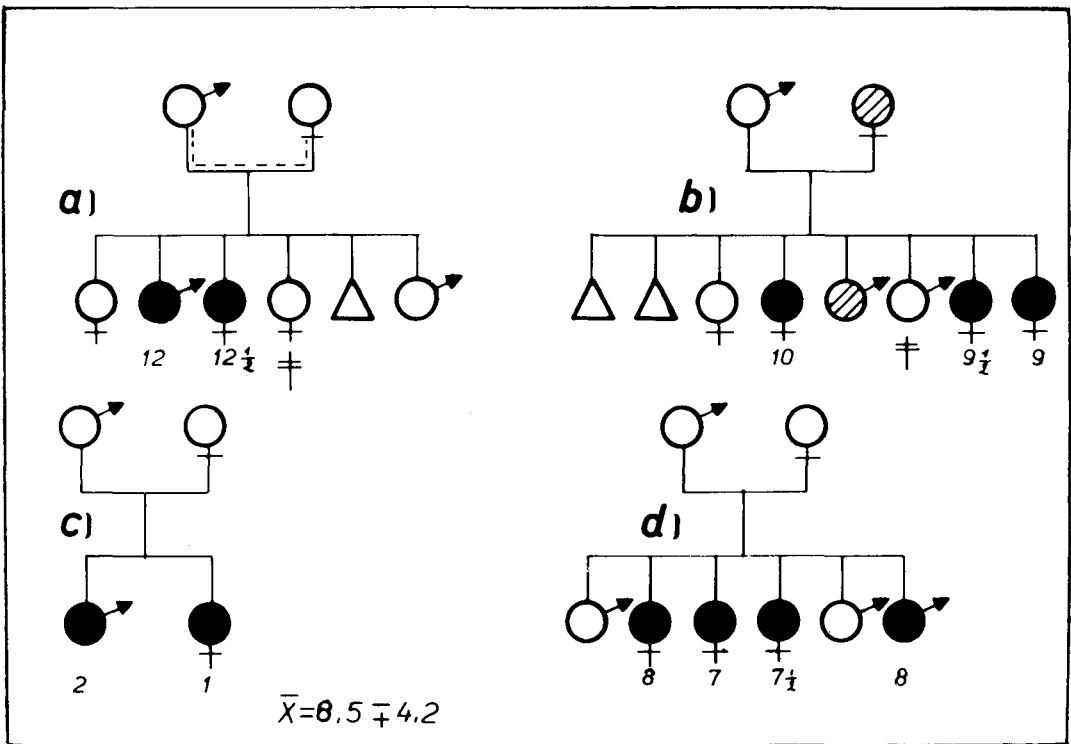 a) b)
12 12 1/2 10 9 1/2 9
c) d)
2 1 8 7 7 1/2 8
X̄=8.5 ∓4.2